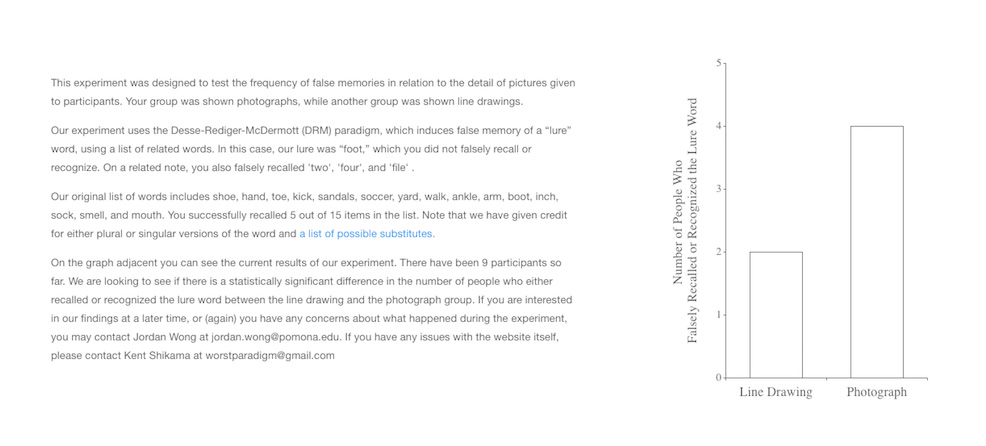 This experiment was designed to test the frequency of false memories in relation to the detail of pictures given
to participants. Your group was shown photographs, while another group was shown line drawings.
Our experiment uses the Desse-Rediger-McDermott (DRM) paradigm, which induces false memory of a “lure”
word, using a list of related words. In this case, our lure was “foot,” which you did not falsely recall or
recognize. On a related note, you also falsely recalled 'two', 'four', and 'file' .
Our original list of words includes shoe, hand, toe, kick, sandals, soccer, yard, walk, ankle, arm, boot, inch,
sock, smell, and mouth. You successfully recalled 5 out of 15 items in the list. Note that we have given credit
for either plural or singular versions of the word and a list of possible substitutes.
On the graph adjacent you can see the current results of our experiment. There have been 9 participants so
far. We are looking to see if there is a statistically significant difference in the number of people who either
recalled or recognized the lure word between the line drawing and the photograph group. If you are interested
in our findings at a later time, or (again) you have any concerns about what happened during the experiment,
you may contact Jordan Wong at jordan.wong@pomona.edu. If you have any issues with the website itself,
please contact Kent Shikama at worstparadigm@gmail.com
Number of People Who
Falsely Recalled or Recognized the Lure Word
5
4
3
2
1
0
Line Drawing
Photograph